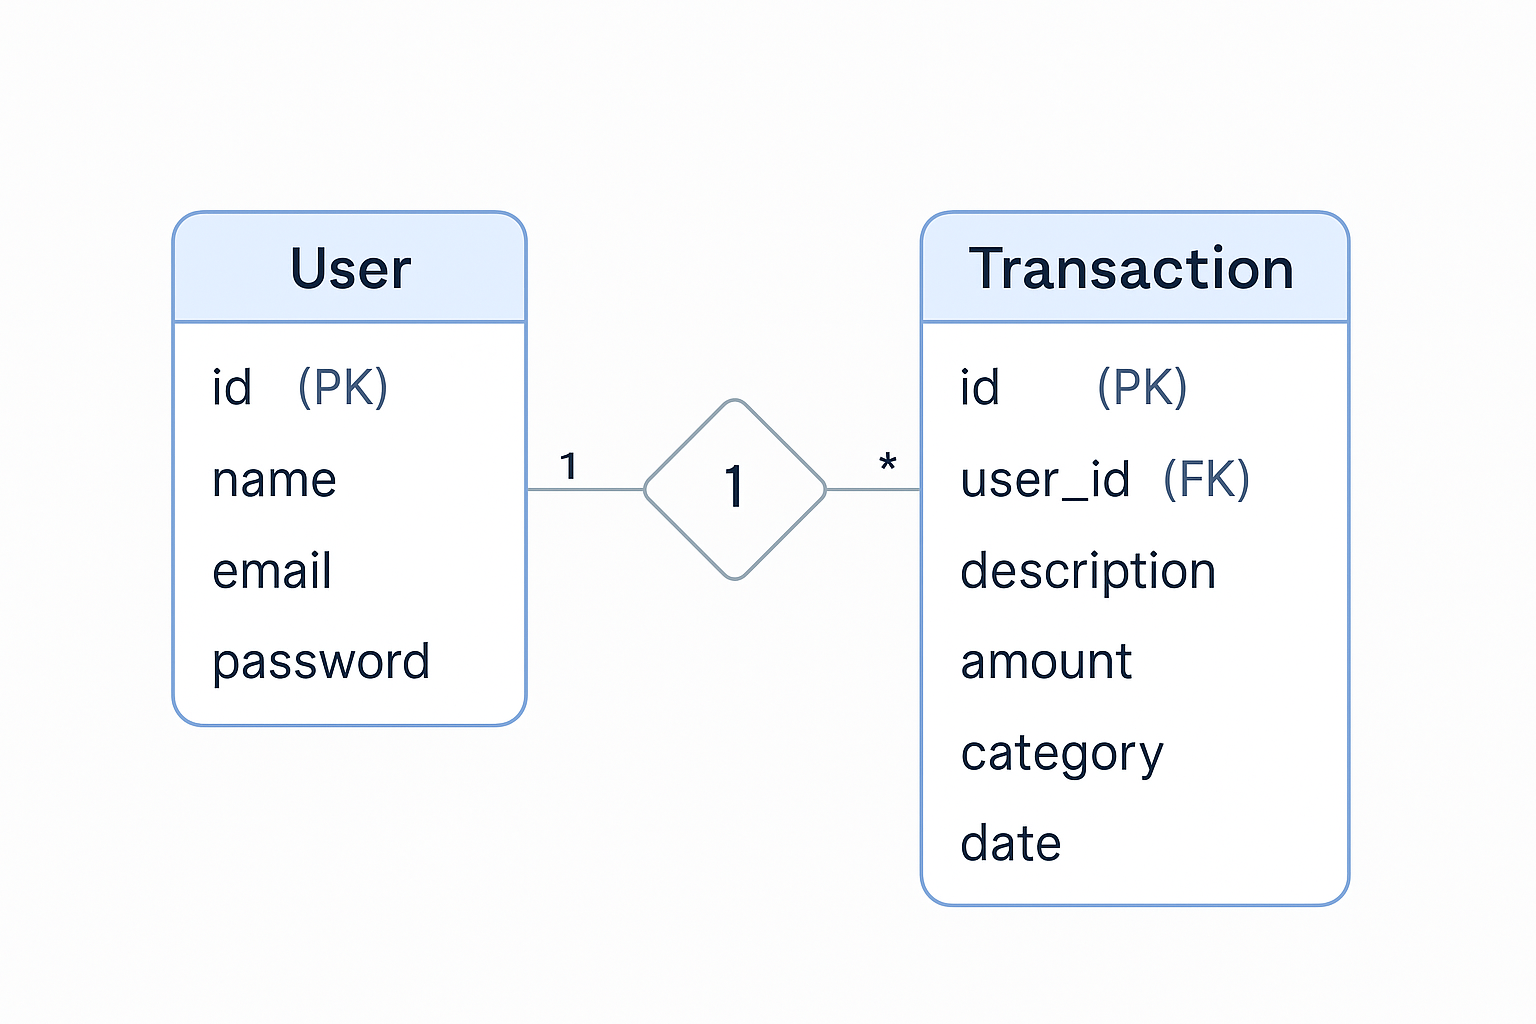 User
id (PK)
name
email
password
1
1
*
Transaction
id (PK)
user_id (FK)
description
amount
category
date